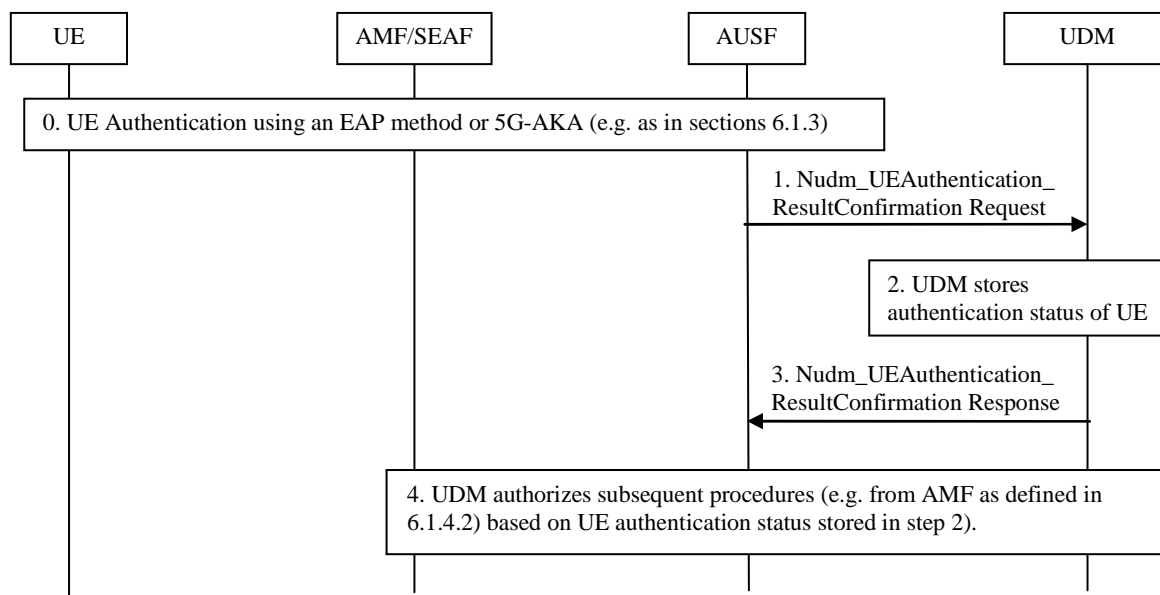 UE
AMF/SEAF
AUSF
UDM
0. UE Authentication using an EAP method or 5G-AKA (e.g. as in sections 6.1.3)
1. Nudm_UEAuthentication_
ResultConfirmation Request
2. UDM stores
authentication status of UE
3. Nudm_UEAuthentication_
ResultConfirmation Response
4. UDM authorizes subsequent procedures (e.g. from AMF as defined in
6.1.4.2) based on UE authentication status stored in step 2).